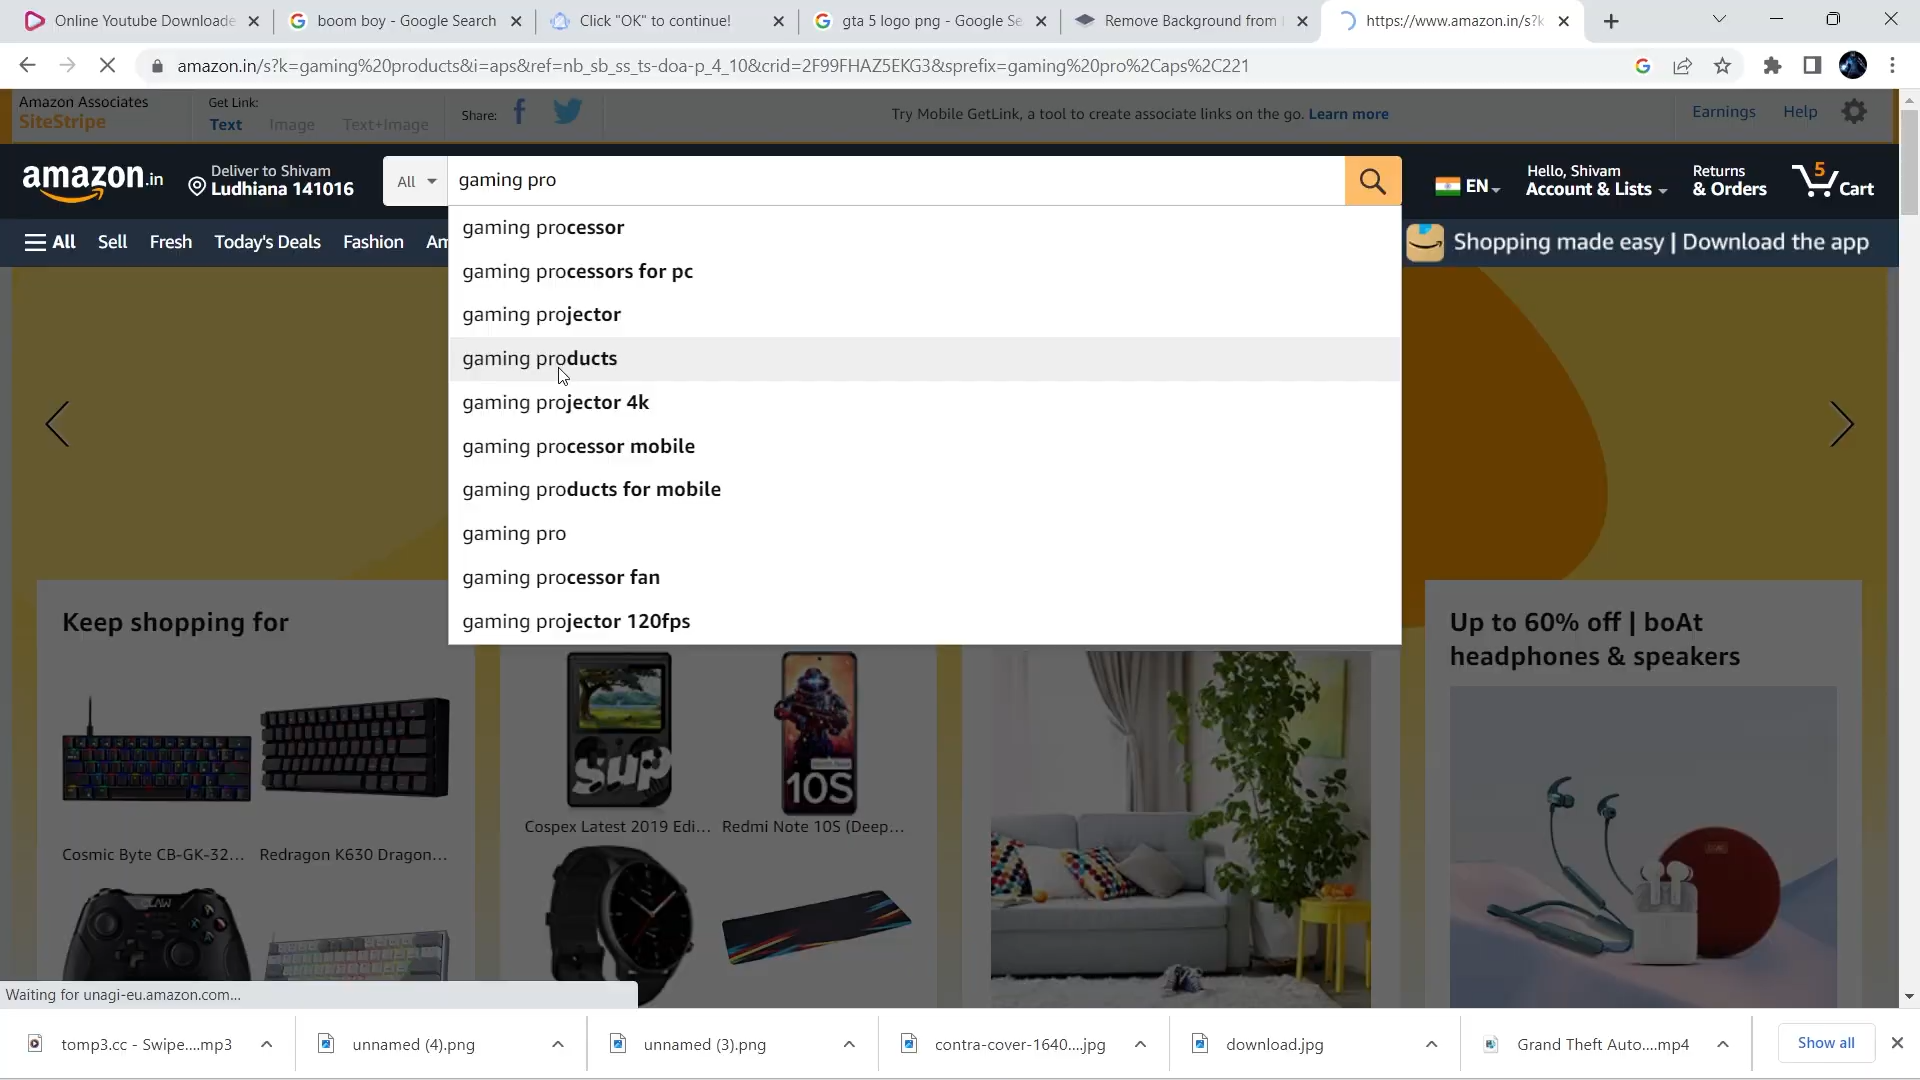 Online Youtube Downloade
boom boy - Google Search
Click "OK" to continue!
gta 5 logo png - Google Se
Remove Background from
https://www.amazon.in/s?k
amazon.in/s?k=gaming%20products&i=aps&ref=nb_sb_ss_ts-doa-p_4_10&crid=2F99FHAZ5EKG3&sprefix=gaming%20pro%2Caps%2C221
Amazon Associates
SiteStripe
Get Link:
Text Image Text+Image
Share:
Try Mobile GetLink, a tool to create associate links on the go. Learn more
Earnings Help
amazon.in
Deliver to Shivam
Ludhiana 141016
All
gaming pro
EN
Hello, Shivam
Account & Lists
Returns
& Orders
5
Cart
All Sell Fresh Today's Deals Fashion Am
Shopping made easy | Download the app
gaming processor
gaming processors for pc
gaming projector
gaming products
gaming projector 4k
gaming processor mobile
gaming products for mobile
gaming pro
gaming processor fan
gaming projector 120fps
Keep shopping for
Up to 60% off | boAt
headphones & speakers
Sup
10S
Cospex Latest 2019 Edi...
Redmi Note 10S (Deep...
Cosmic Byte CB-GK-32...
Redragon K630 Dragon...
CLAW
Waiting for unagi-eu.amazon.com...
tomp3.cc - Swipe....mp3
unnamed (4).png
unnamed (3).png
contra-cover-1640....jpg
download.jpg
Grand Theft Auto....mp4
Show all